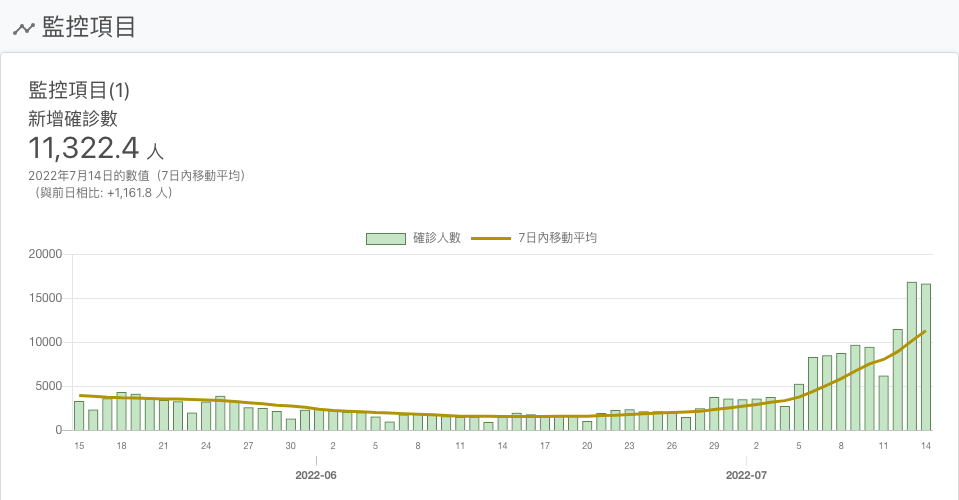 監控項目
監控項目(1)
新增確診數
11,322.4 人
2022年7月14日的數值（7日內移動平均）
（與前日相比: +1,161.8 人）
確診人數 7日內移動平均
20000
15000
10000
5000
0
15 18 21 24 27 30 2 5 8 11 14 17 20 23 26 29 2 5 8 11 14
2022-06 2022-07